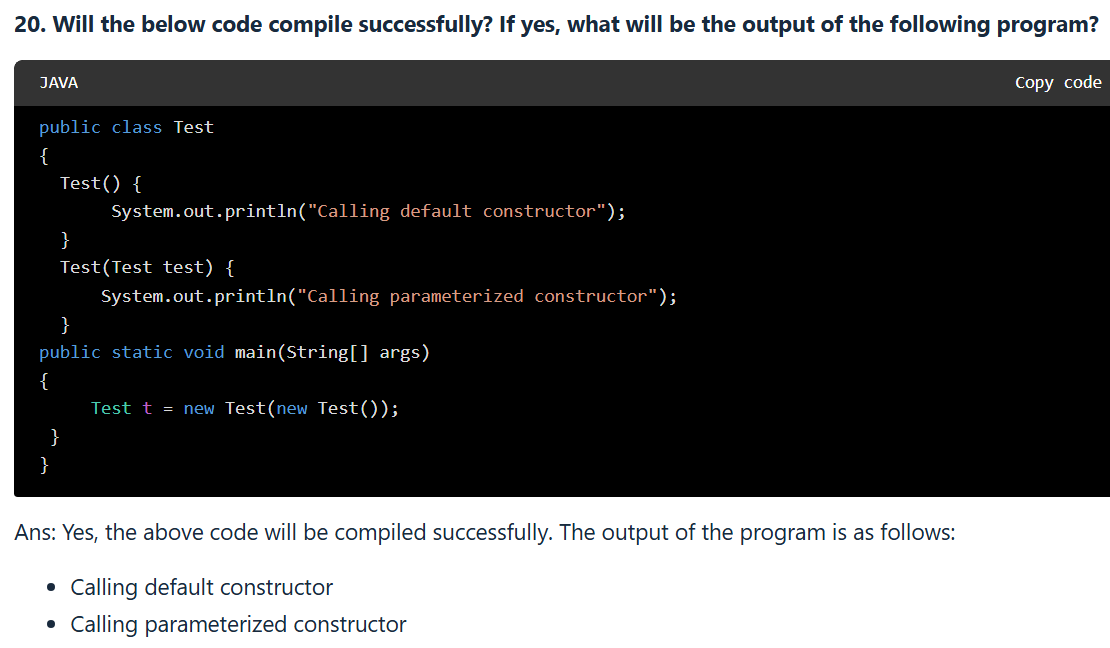 20. Will the below code compile successfully? If yes, what will be the output of the following program?
JAVA
Copy code
public class Test
{
  Test() {
       System.out.println("Calling default constructor");
  }
  Test(Test test) {
      System.out.println("Calling parameterized constructor");
  }
public static void main(String[] args)
{
     Test t = new Test(new Test());
 }
}
Ans: Yes, the above code will be compiled successfully. The output of the program is as follows:
• Calling default constructor
• Calling parameterized constructor